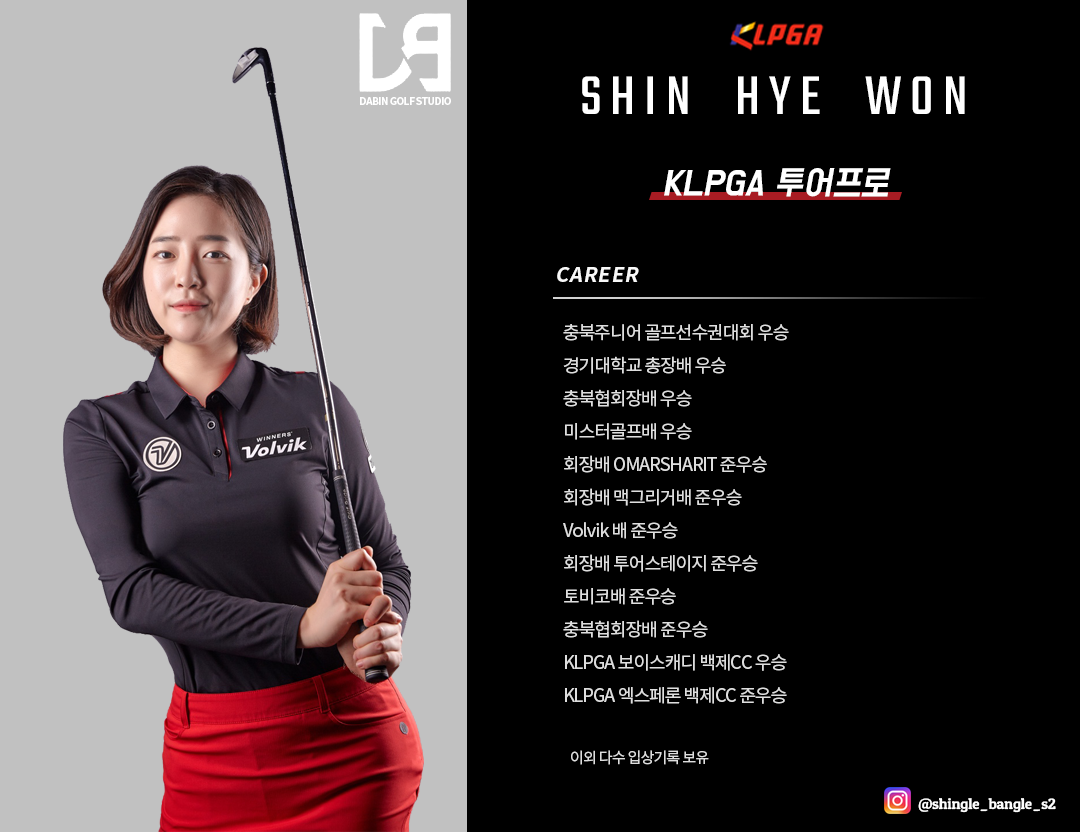 DB
DABIN GOLF STUDIO
WINNERS'
Volvik
KLPGA
SHIN HYE WON
KLPGA 투어프로
CAREER
충북주니어 골프선수권대회 우승
경기대학교 총장배 우승
충북협회장배 우승
미스터골프배 우승
회장배 OMARSHARIT 준우승
회장배 맥그리거배 준우승
Volvik 배 준우승
회장배 투어스테이지 준우승
토비코배 준우승
충북협회장배 준우승
KLPGA 보이스캐디 백제CC 우승
KLPGA 엑스페론 백제CC 준우승
이외 다수 입상기록 보유
@shingle_bangle_s2